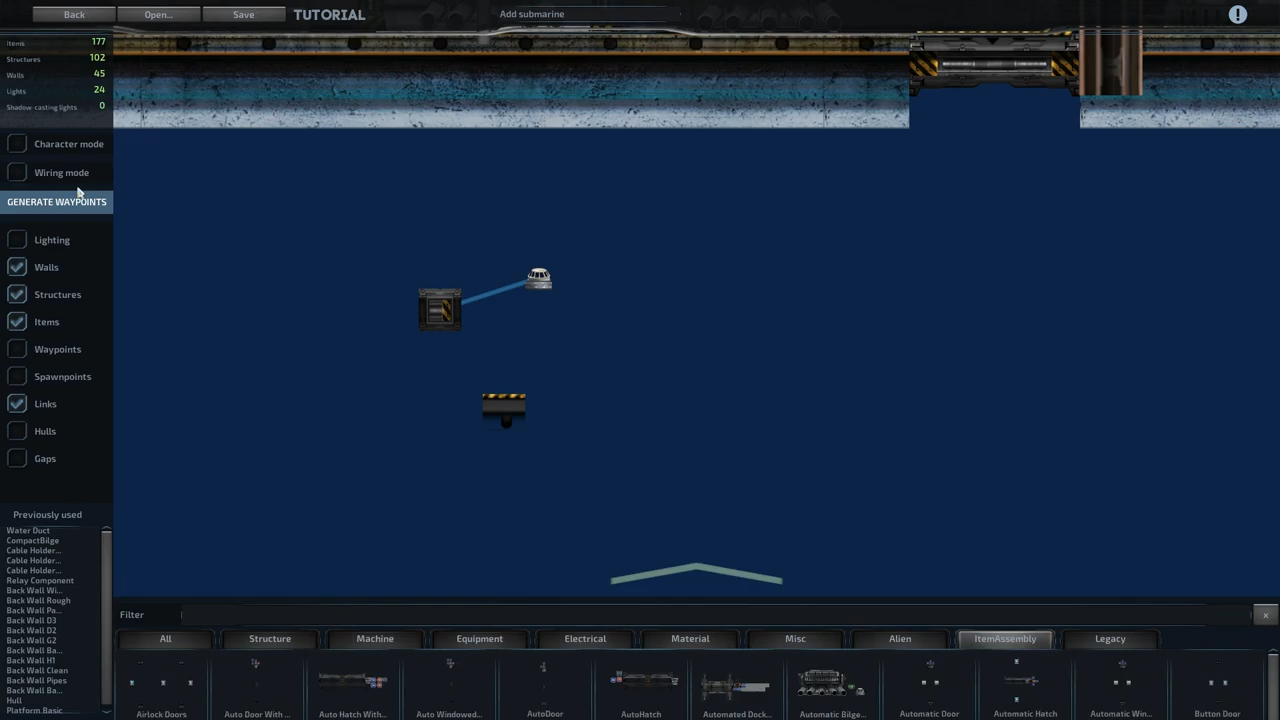 Back
Open...
Save
TUTORIAL
Add submarine
Items 177
Structures 102
Walls 45
Lights 24
Shadow-casting lights 0
Character mode
Wiring mode
GENERATE WAYPOINTS
Lighting
Walls
Structures
Items
Waypoints
Spawnpoints
Links
Hulls
Gaps
Previously used
Water Duct
CompactBilge
Cable Holder...
Cable Holder...
Cable Holder...
Relay Component
Back Wall Wi...
Back Wall Rough
Back Wall Pa...
Back Wall D3
Back Wall D2
Back Wall G2
Back Wall Ba...
Back Wall H1
Back Wall Clean
Back Wall Pipes
Back Wall Ba...
Hull
Platform Basic
Filter
All
Structure
Machine
Equipment
Electrical
Material
Misc
Alien
ItemAssembly
Legacy
Airlock Doors
Auto Door With ...
Auto Hatch With...
Auto Windowed...
AutoDoor
AutoHatch
Automated Dock...
Automatic Bilge...
Automatic Door
Automatic Hatch
Automatic Win...
Button Door